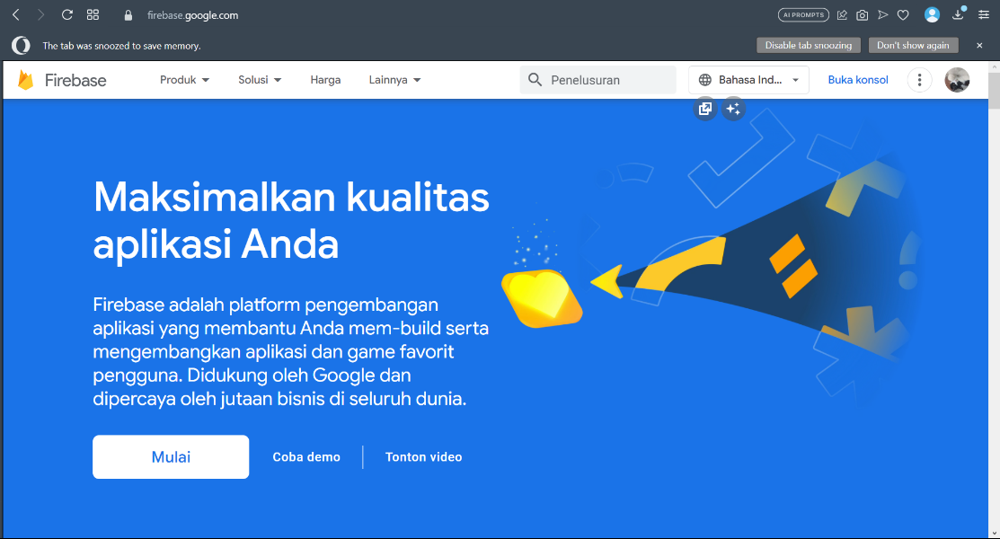 firebase.google.com
AI PROMPTS
The tab was snoozed to save memory.
Disable tab snoozing
Don't show again
Firebase
Produk
Solusi
Harga
Lainnya
Penelusuran
Bahasa Ind...
Buka konsol
Maksimalkan kualitas
aplikasi Anda
Firebase adalah platform pengembangan
aplikasi yang membantu Anda mem-build serta
mengembangkan aplikasi dan game favorit
pengguna. Didukung oleh Google dan
dipercaya oleh jutaan bisnis di seluruh dunia.
Mulai
Coba demo
Tonton video